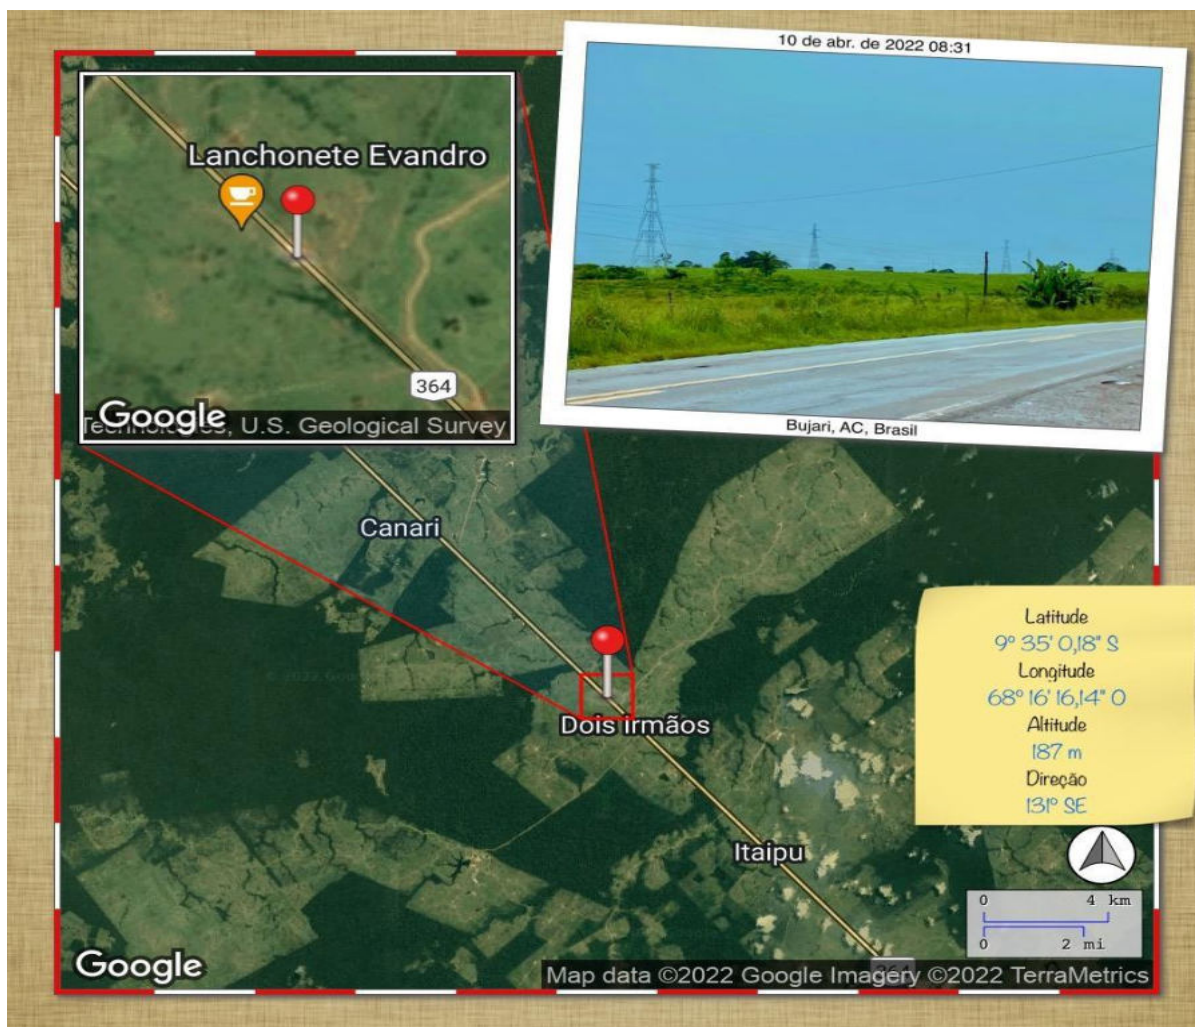 10 de abr. de 2022 08:31
Lanchonete Evandro
364
Google
Technologies, U.S. Geological Survey
Bujari, AC, Brasil
Canari
Dois Irmãos
Itaipu
Latitude
9° 35' 0,18" S
Longitude
68° 16' 16,14" O
Altitude
187 m
Direção
131° SE
0 4 km
0 2 mi
Google
364
Map data ©2022 Google Imagery ©2022 TerraMetrics